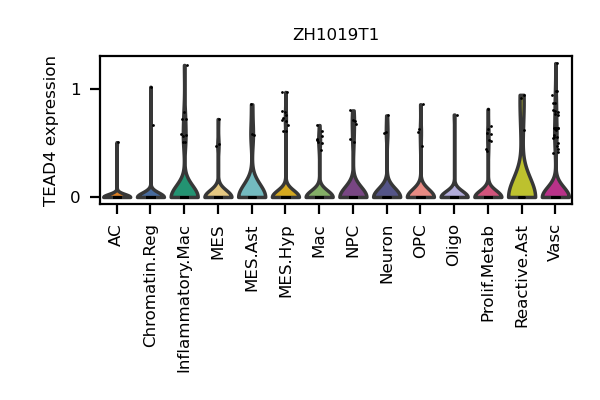 ZH1019T1
TEAD4 expression
1
0
AC
Chromatin.Reg
Inflammatory.Mac
MES
MES.Ast
MES.Hyp
Mac
NPC
Neuron
OPC
Oligo
Prolif.Metab
Reactive.Ast
Vasc